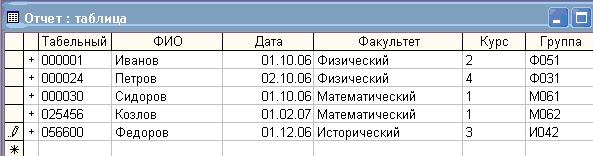 Отчет : таблица
Табельный ФИО Дата Факультет Курс Группа
+ 000001 Иванов 01.10.06 Физический 2 Ф051
+ 000024 Петров 02.10.06 Физический 4 Ф031
+ 000030 Сидоров 01.10.06 Математический 1 М061
+ 025456 Козлов 01.02.07 Математический 1 М062
+ 056600 Федоров 01.12.06 Исторический 3 И042